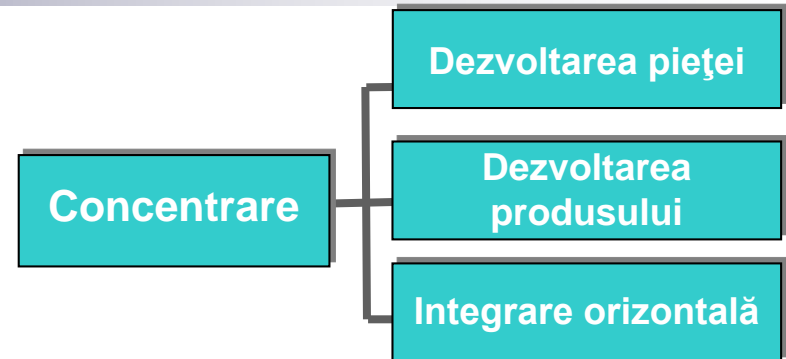 Dezvoltarea pieţei
Concentrare
Dezvoltarea
produsului
Integrare orizontală